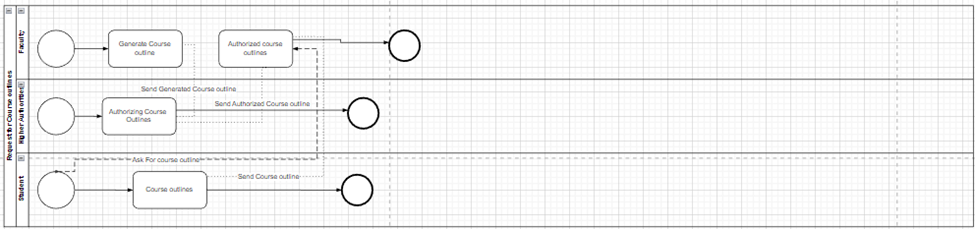 Request for Course outlines
Faculty
Generate Course
outline
Authorized course
outlines
Higher Authorities
Send Generated Course outline
Authorizing Course
Outlines
Send Authorized Course outline
Student
Ask For course outline
Course outlines
Send Course outline